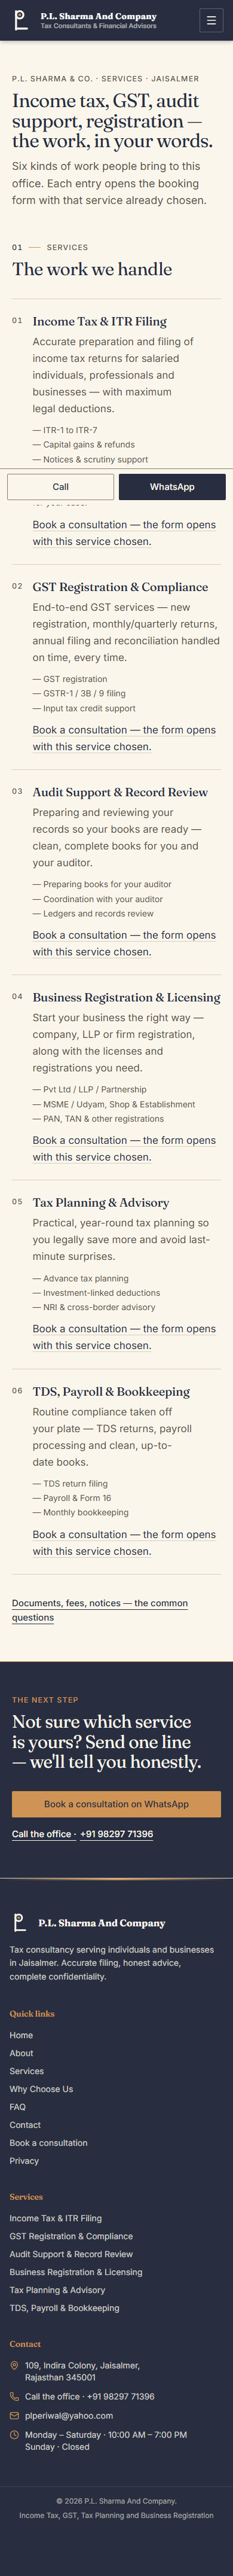 P.L. Sharma And Company
Tax Consultants & Financial Advisors
P.L. SHARMA & CO. · SERVICES · JAISALMER
Income tax, GST, audit
support, registration —
the work, in your words.
Six kinds of work people bring to this
office. Each entry opens the booking
form with that service already chosen.
01 — SERVICES
The work we handle
01 Income Tax & ITR Filing
Accurate preparation and filing of
income tax returns for salaried
individuals, professionals and
businesses — with maximum
legal deductions.
— ITR-1 to ITR-7
— Capital gains & refunds
— Notices & scrutiny support
Call
WhatsApp
Book a consultation — the form opens
with this service chosen.
02 GST Registration & Compliance
End-to-end GST services — new
registration, monthly/quarterly returns,
annual filing and reconciliation handled
on time, every time.
— GST registration
— GSTR-1 / 3B / 9 filing
— Input tax credit support
Book a consultation — the form opens
with this service chosen.
03 Audit Support & Record Review
Preparing and reviewing your
records so your books are ready —
clean, complete books for you and
your auditor.
— Preparing books for your auditor
— Coordination with your auditor
— Ledgers and records review
Book a consultation — the form opens
with this service chosen.
04 Business Registration & Licensing
Start your business the right way —
company, LLP or firm registration,
along with the licenses and
registrations you need.
— Pvt Ltd / LLP / Partnership
— MSME / Udyam, Shop & Establishment
— PAN, TAN & other registrations
Book a consultation — the form opens
with this service chosen.
05 Tax Planning & Advisory
Practical, year-round tax planning so
you legally save more and avoid last-
minute surprises.
— Advance tax planning
— Investment-linked deductions
— NRI & cross-border advisory
Book a consultation — the form opens
with this service chosen.
06 TDS, Payroll & Bookkeeping
Routine compliance taken off
your plate — TDS returns, payroll
processing and clean, up-to-
date books.
— TDS return filing
— Payroll & Form 16
— Monthly bookkeeping
Book a consultation — the form opens
with this service chosen.
Documents, fees, notices — the common
questions
THE NEXT STEP
Not sure which service
is yours? Send one line
— we'll tell you honestly.
Book a consultation on WhatsApp
Call the office · +91 98297 71396
P.L. Sharma And Company
Tax consultancy serving individuals and businesses
in Jaisalmer. Accurate filing, honest advice,
complete confidentiality.
Quick links
Home
About
Services
Why Choose Us
FAQ
Contact
Book a consultation
Privacy
Services
Income Tax & ITR Filing
GST Registration & Compliance
Audit Support & Record Review
Business Registration & Licensing
Tax Planning & Advisory
TDS, Payroll & Bookkeeping
Contact
109, Indira Colony, Jaisalmer,
Rajasthan 345001
Call the office · +91 98297 71396
plperiwal@yahoo.com
Monday – Saturday · 10:00 AM – 7:00 PM
Sunday · Closed
© 2026 P.L. Sharma And Company.
Income Tax, GST, Tax Planning and Business Registration